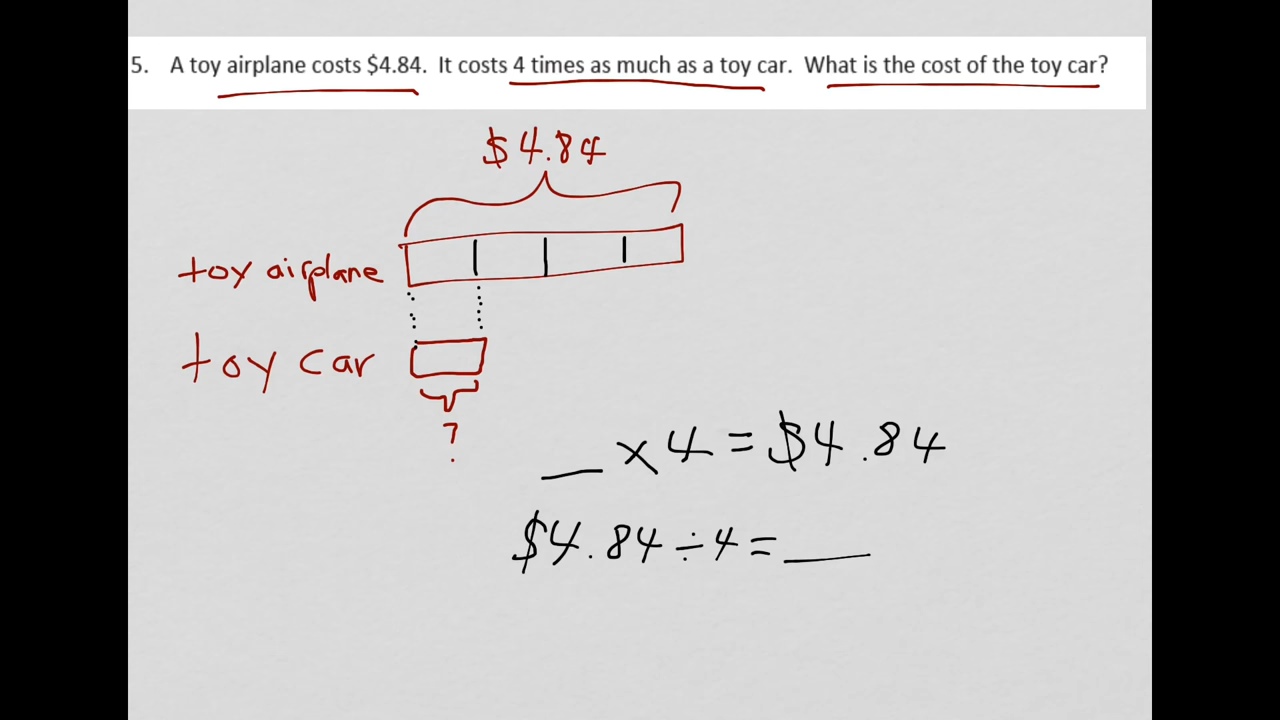 5. A toy airplane costs $4.84. It costs 4 times as much as a toy car. What is the cost of the toy car?
$4.84
toy airplane
toy car
?
__ × 4 = $4.84
$4.84 ÷ 4 = __